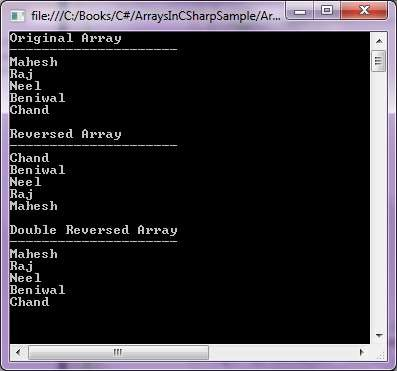 file:///C:/Books/C#/ArraysInCSharpSample/Ar...
Original Array
---------------------
Mahesh
Raj
Neel
Beniwal
Chand
Reversed Array
---------------------
Chand
Beniwal
Neel
Raj
Mahesh
Double Reversed Array
---------------------
Mahesh
Raj
Neel
Beniwal
Chand